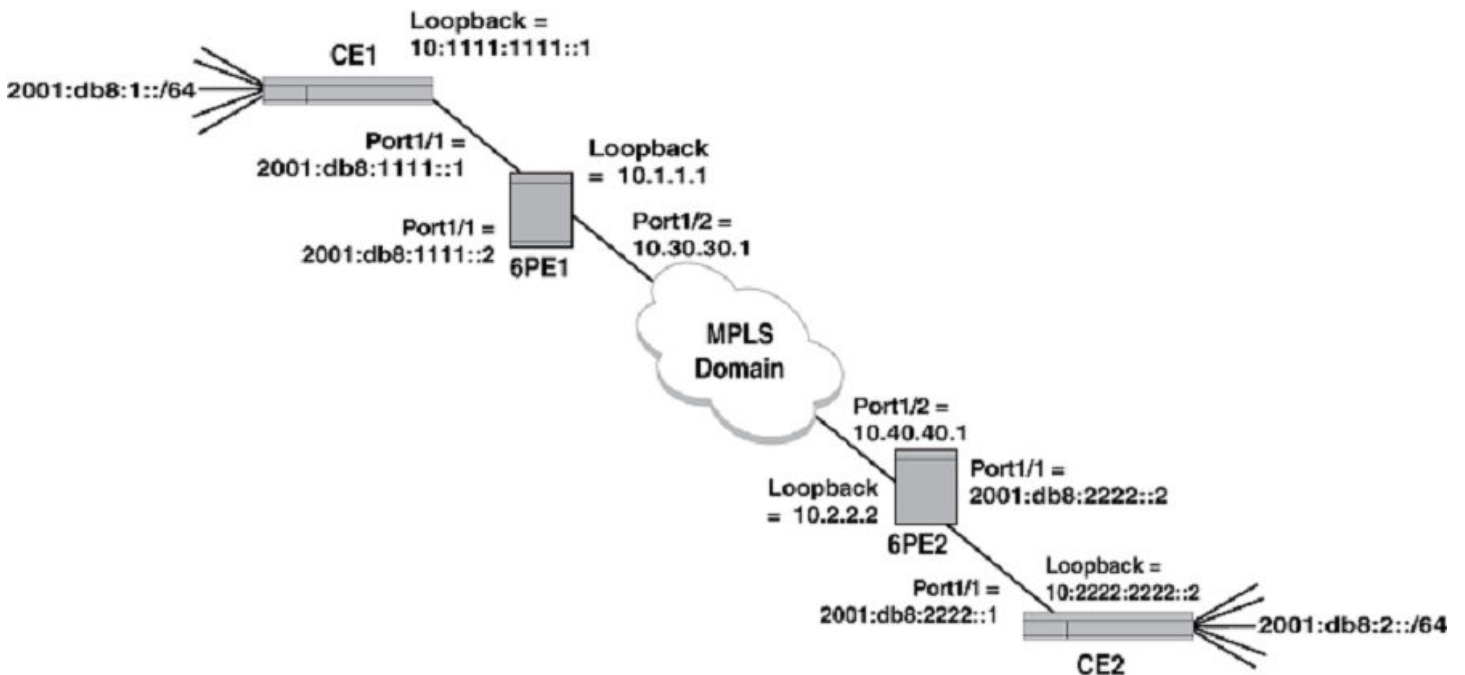 Loopback =
10:1111:1111::1
CE1
2001:db8:1::/64
Port1/1 =
2001:db8:1111::1
Loopback
= 10.1.1.1
Port1/1 =
2001:db8:1111::2
6PE1
Port1/2 =
10.30.30.1
MPLS
Domain
Port1/2 =
10.40.40.1
Loopback
= 10.2.2.2
Port1/1 =
2001:db8:2222::2
6PE2
Port1/1 =
2001:db8:2222::1
Loopback =
10:2222:2222::2
2001:db8:2::/64
CE2